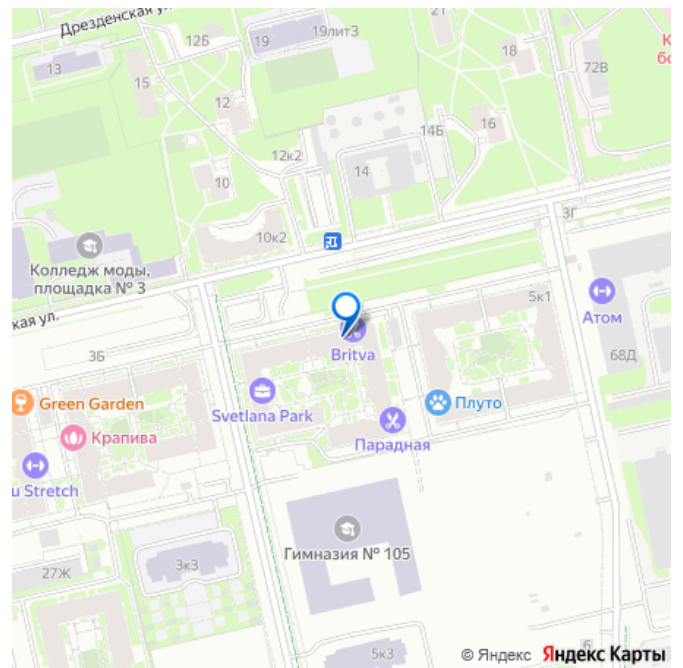 Дрезденская ул.
21
12Б
19
19лит3
18
13
15
72В
12
16
14Б
12к2
14
10
3Г
10к2
Колледж моды,
площадка № 3
кая ул.
5к1
Атом
3Б
Britva
68Д
Green Garden
Svetlana Park
Плуто
Крапива
Парадная
u Stretch
Гимназия № 105
3к3
27Ж
5к3
© Яндекс Яндекс Карты